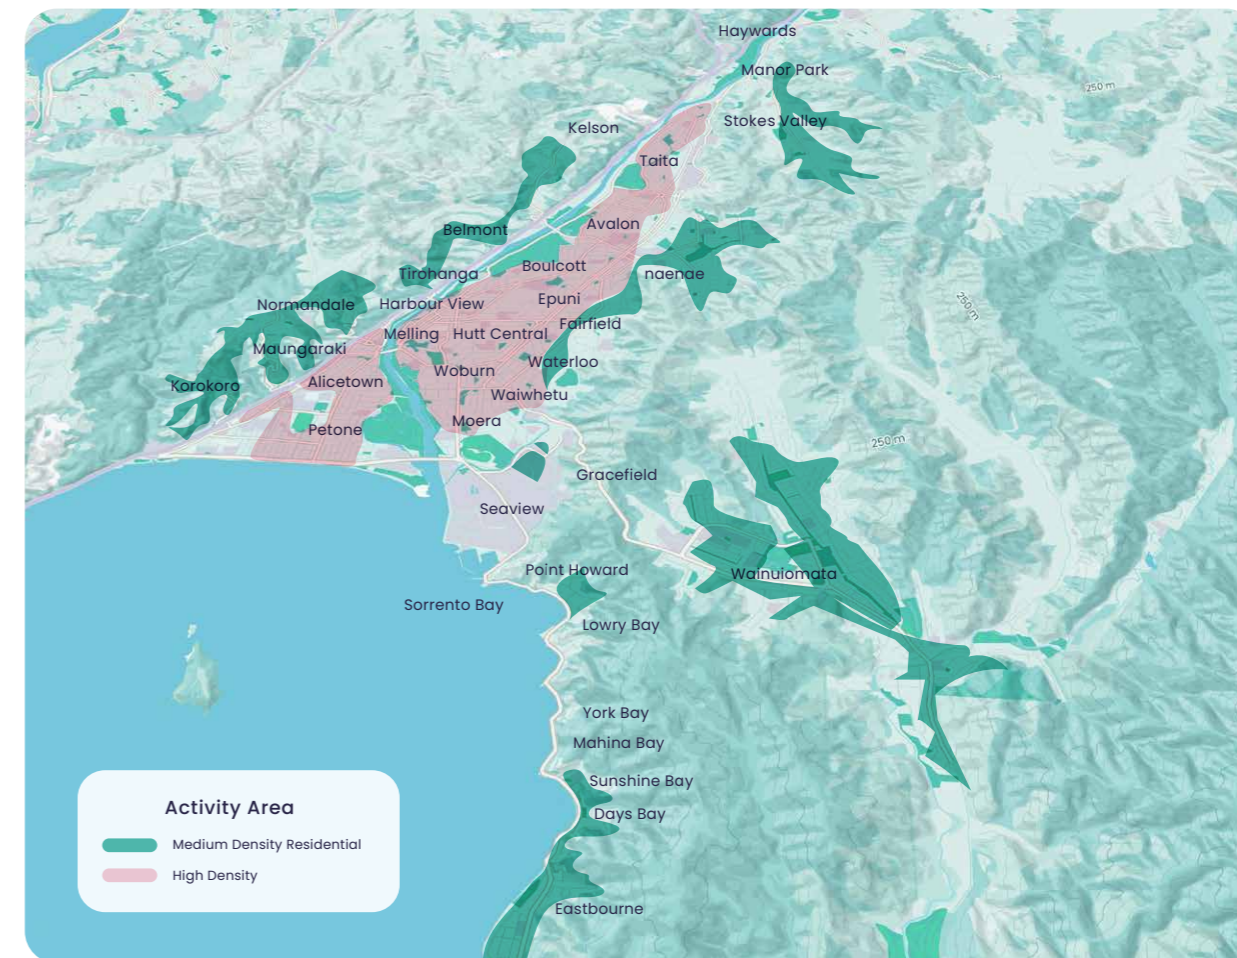 Haywards
Manor Park
250 m
Stokes Valley
Kelson
Taita
Avalon
Belmont
Boulcott
Tirohanga
naenae
Normandale
Harbour View
Epuni
250 m
Fairfield
Melling
Hutt Central
Maungaraki
Waterloo
Woburn
Korokoro
Alicetown
Waiwhetu
Moera
Petone
250 m
Gracefield
Seaview
Point Howard
Wainuiomata
Sorrento Bay
Lowry Bay
York Bay
Mahina Bay
Sunshine Bay
Days Bay
Eastbourne
Activity Area
Medium Density Residential
High Density